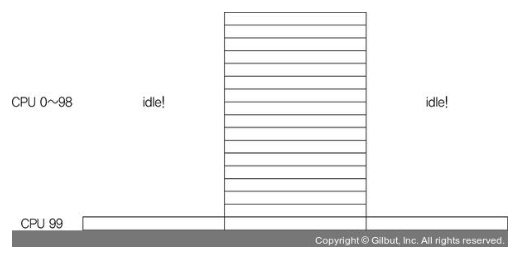 CPU 0~98
idle!
idle!
CPU 99
Copyright © Gilbut, Inc. All rights reserved.